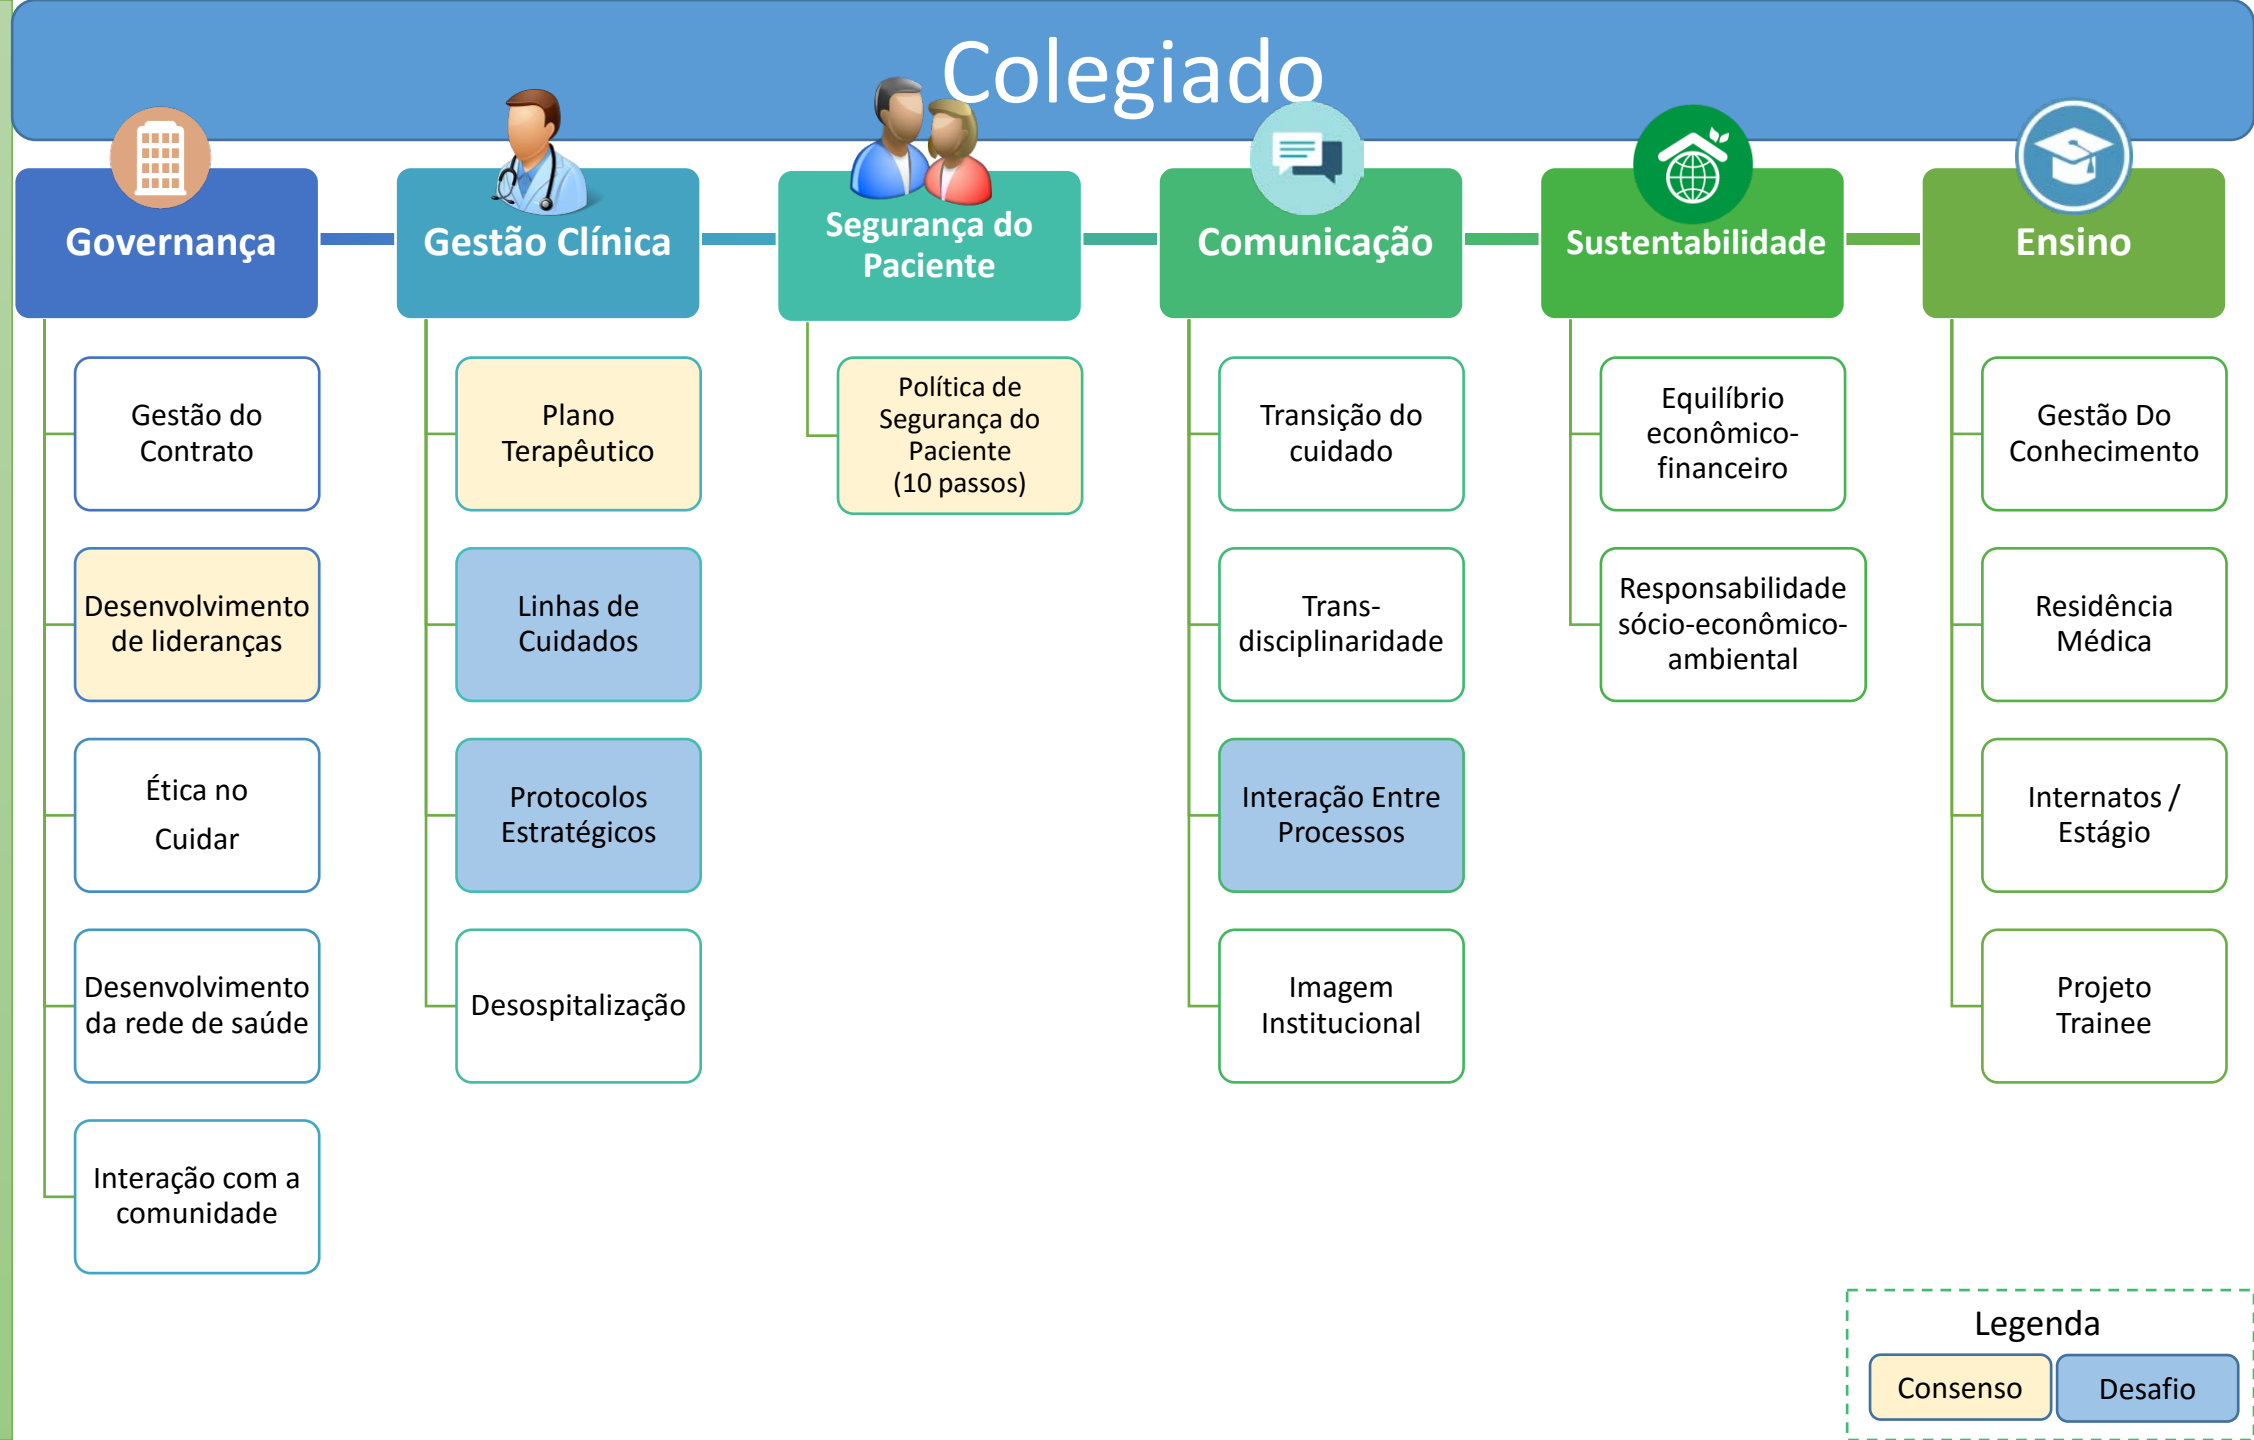 Colegiado
Governança
Gestão do
Contrato
Desenvolvimento
de lideranças
Ética no
Cuidar
Desenvolvimento
da rede de saúde
Interação com a
comunidade
Gestão Clínica
Plano
Terapêutico
Linhas de
Cuidados
Protocolos
Estratégicos
Desospitalização
Segurança do
Paciente
Política de
Segurança do
Paciente
(10 passos)
Comunicação
Transição do
cuidado
Trans-
disciplinaridade
Interação Entre
Processos
Imagem
Institucional
Sustentabilidade
Equilíbrio
econômico-
financeiro
Responsabilidade
sócio-econômico-
ambiental
Ensino
Gestão Do
Conhecimento
Residência
Médica
Internatos /
Estágio
Projeto
Trainee
Legenda
Consenso
Desafio